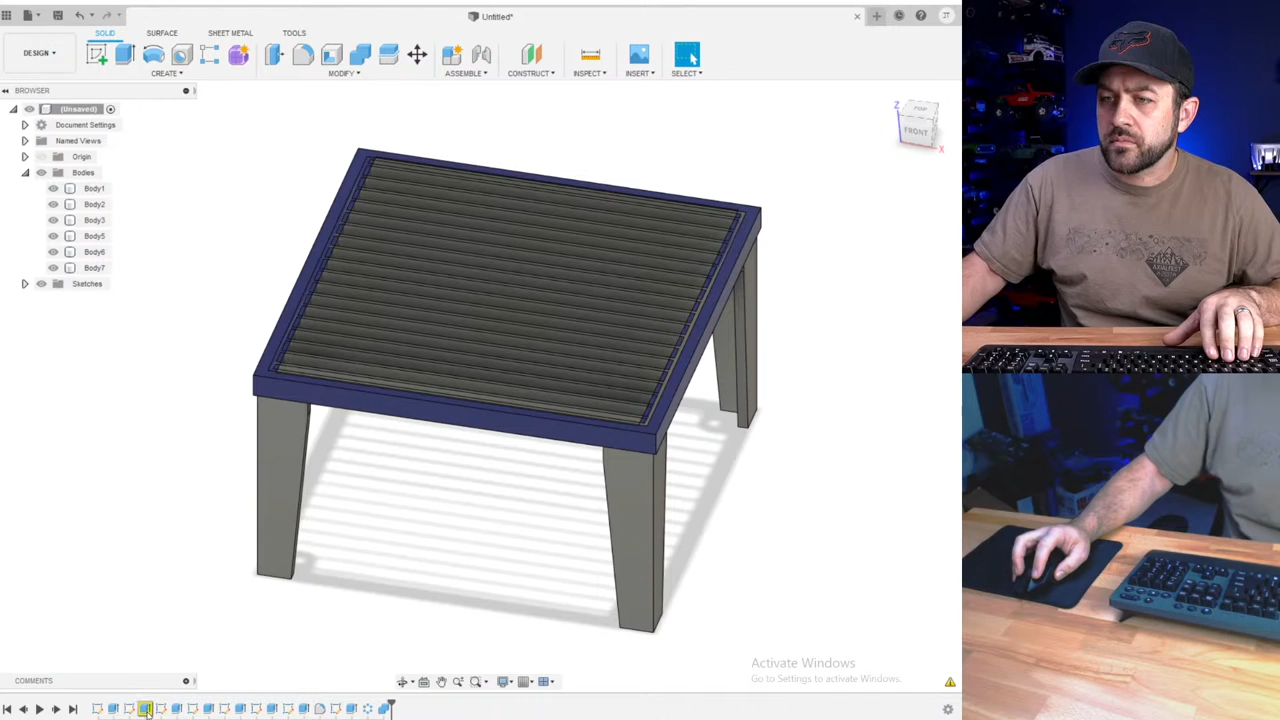 Untitled*
JT
DESIGN
SOLID
SURFACE
SHEET METAL
TOOLS
CREATE
MODIFY
ASSEMBLE
CONSTRUCT
INSPECT
INSERT
SELECT
BROWSER
(Unsaved)
Document Settings
Named Views
Origin
Bodies
Body1
Body2
Body3
Body5
Body6
Body7
Sketches
Z
TOP
FRONT
X
Activate Windows
Go to Settings to activate Windows.
COMMENTS